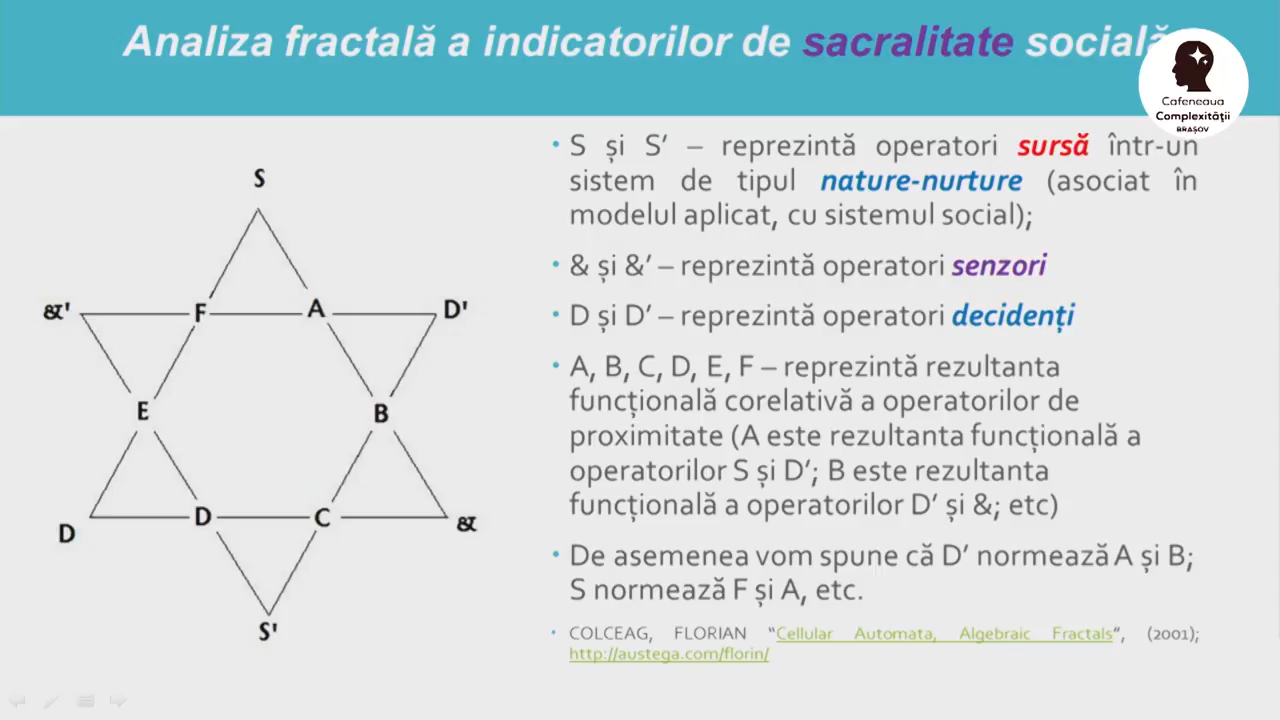 Analiza fractală a indicatorilor de sacralitate socială
Cafeneaua
Complexității
BRAȘOV
S
&'
F
A
D'
E
B
D
D
C
&
S'
• S și S’ – reprezintă operatori sursă într-un
sistem de tipul nature-nurture (asociat în
modelul aplicat, cu sistemul social);
• & și &’ – reprezintă operatori senzori
• D și D’ – reprezintă operatori decidenți
• A, B, C, D, E, F – reprezintă rezultanta
funcțională corelativă a operatorilor de
proximitate (A este rezultanta funcțională a
operatorilor S și D’; B este rezultanta
funcțională a operatorilor D’ și &; etc)
• De asemenea vom spune că D’ normează A și B;
S normează F și A, etc.
• COLCEAG, FLORIAN “Cellular Automata, Algebraic Fractals”, (2001);
http://austega.com/florin/